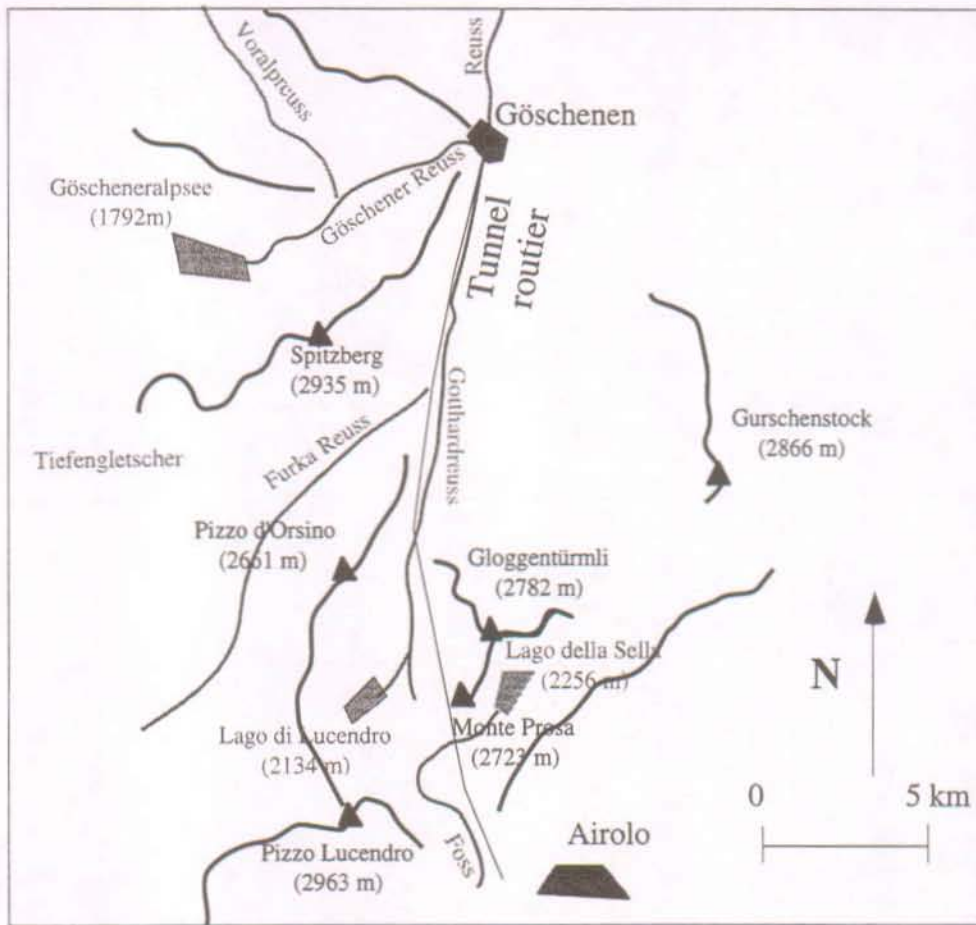 Voralpreuss
Reuss
Göschenen
Göscheneralpsee
(1792m)
Göschener Reuss
Tunnel
routier
Spitzberg
(2935 m)
Gotthardreuss
Gurschenstock
(2866 m)
Tiefengletscher
Furka Reuss
Pizzo d'Orsino
(2661 m)
Gloggentürmli
(2782 m)
Lago della Sella
(2256 m)
N
Lago di Lucendro
(2134 m)
Monte Prosa
(2723 m)
0 5 km
Airolo
Foss
Pizzo Lucendro
(2963 m)